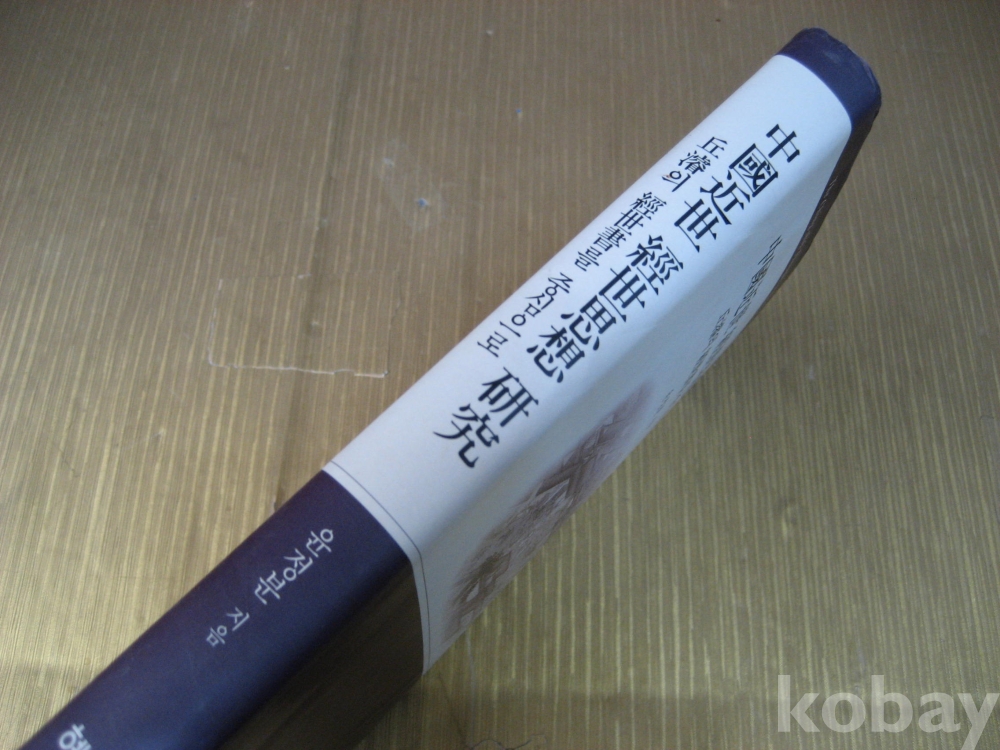 中國近世 經世思想 研究
丘濬의 經世書를 중심으로
윤정분 지음
kobay